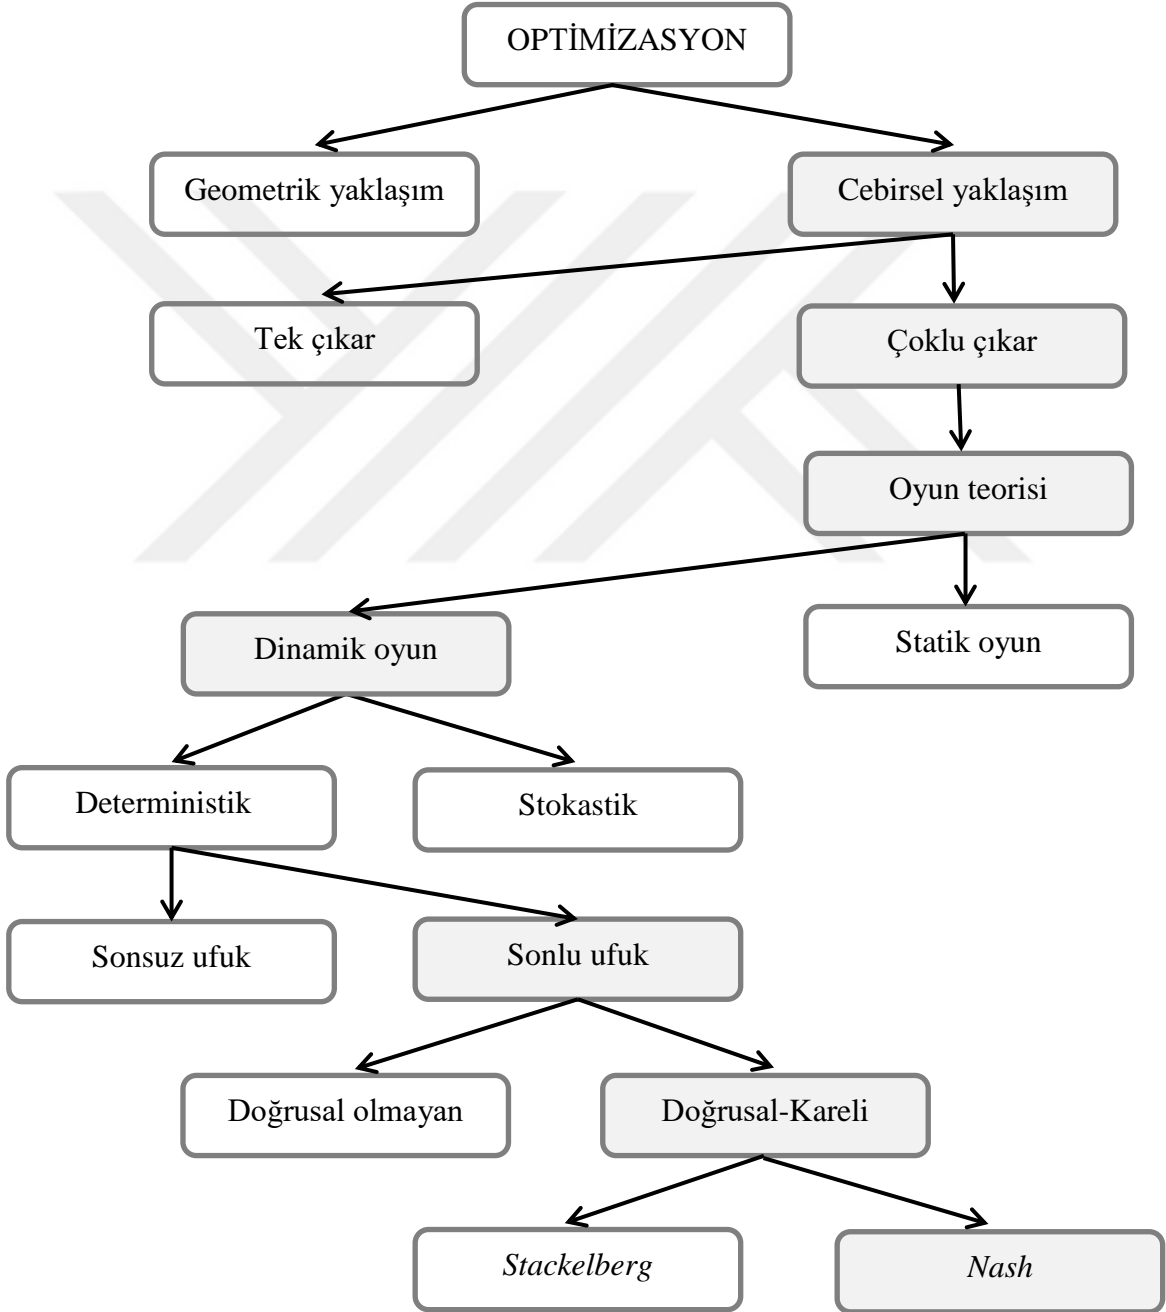 OPTİMİZASYON
Geometrik yaklaşım
Cebirsel yaklaşım
Tek çıkar
Çoklu çıkar
Oyun teorisi
Dinamik oyun
Statik oyun
Deterministik
Stokastik
Sonsuz ufuk
Sonlu ufuk
Doğrusal olmayan
Doğrusal-Kareli
Stackelberg
Nash